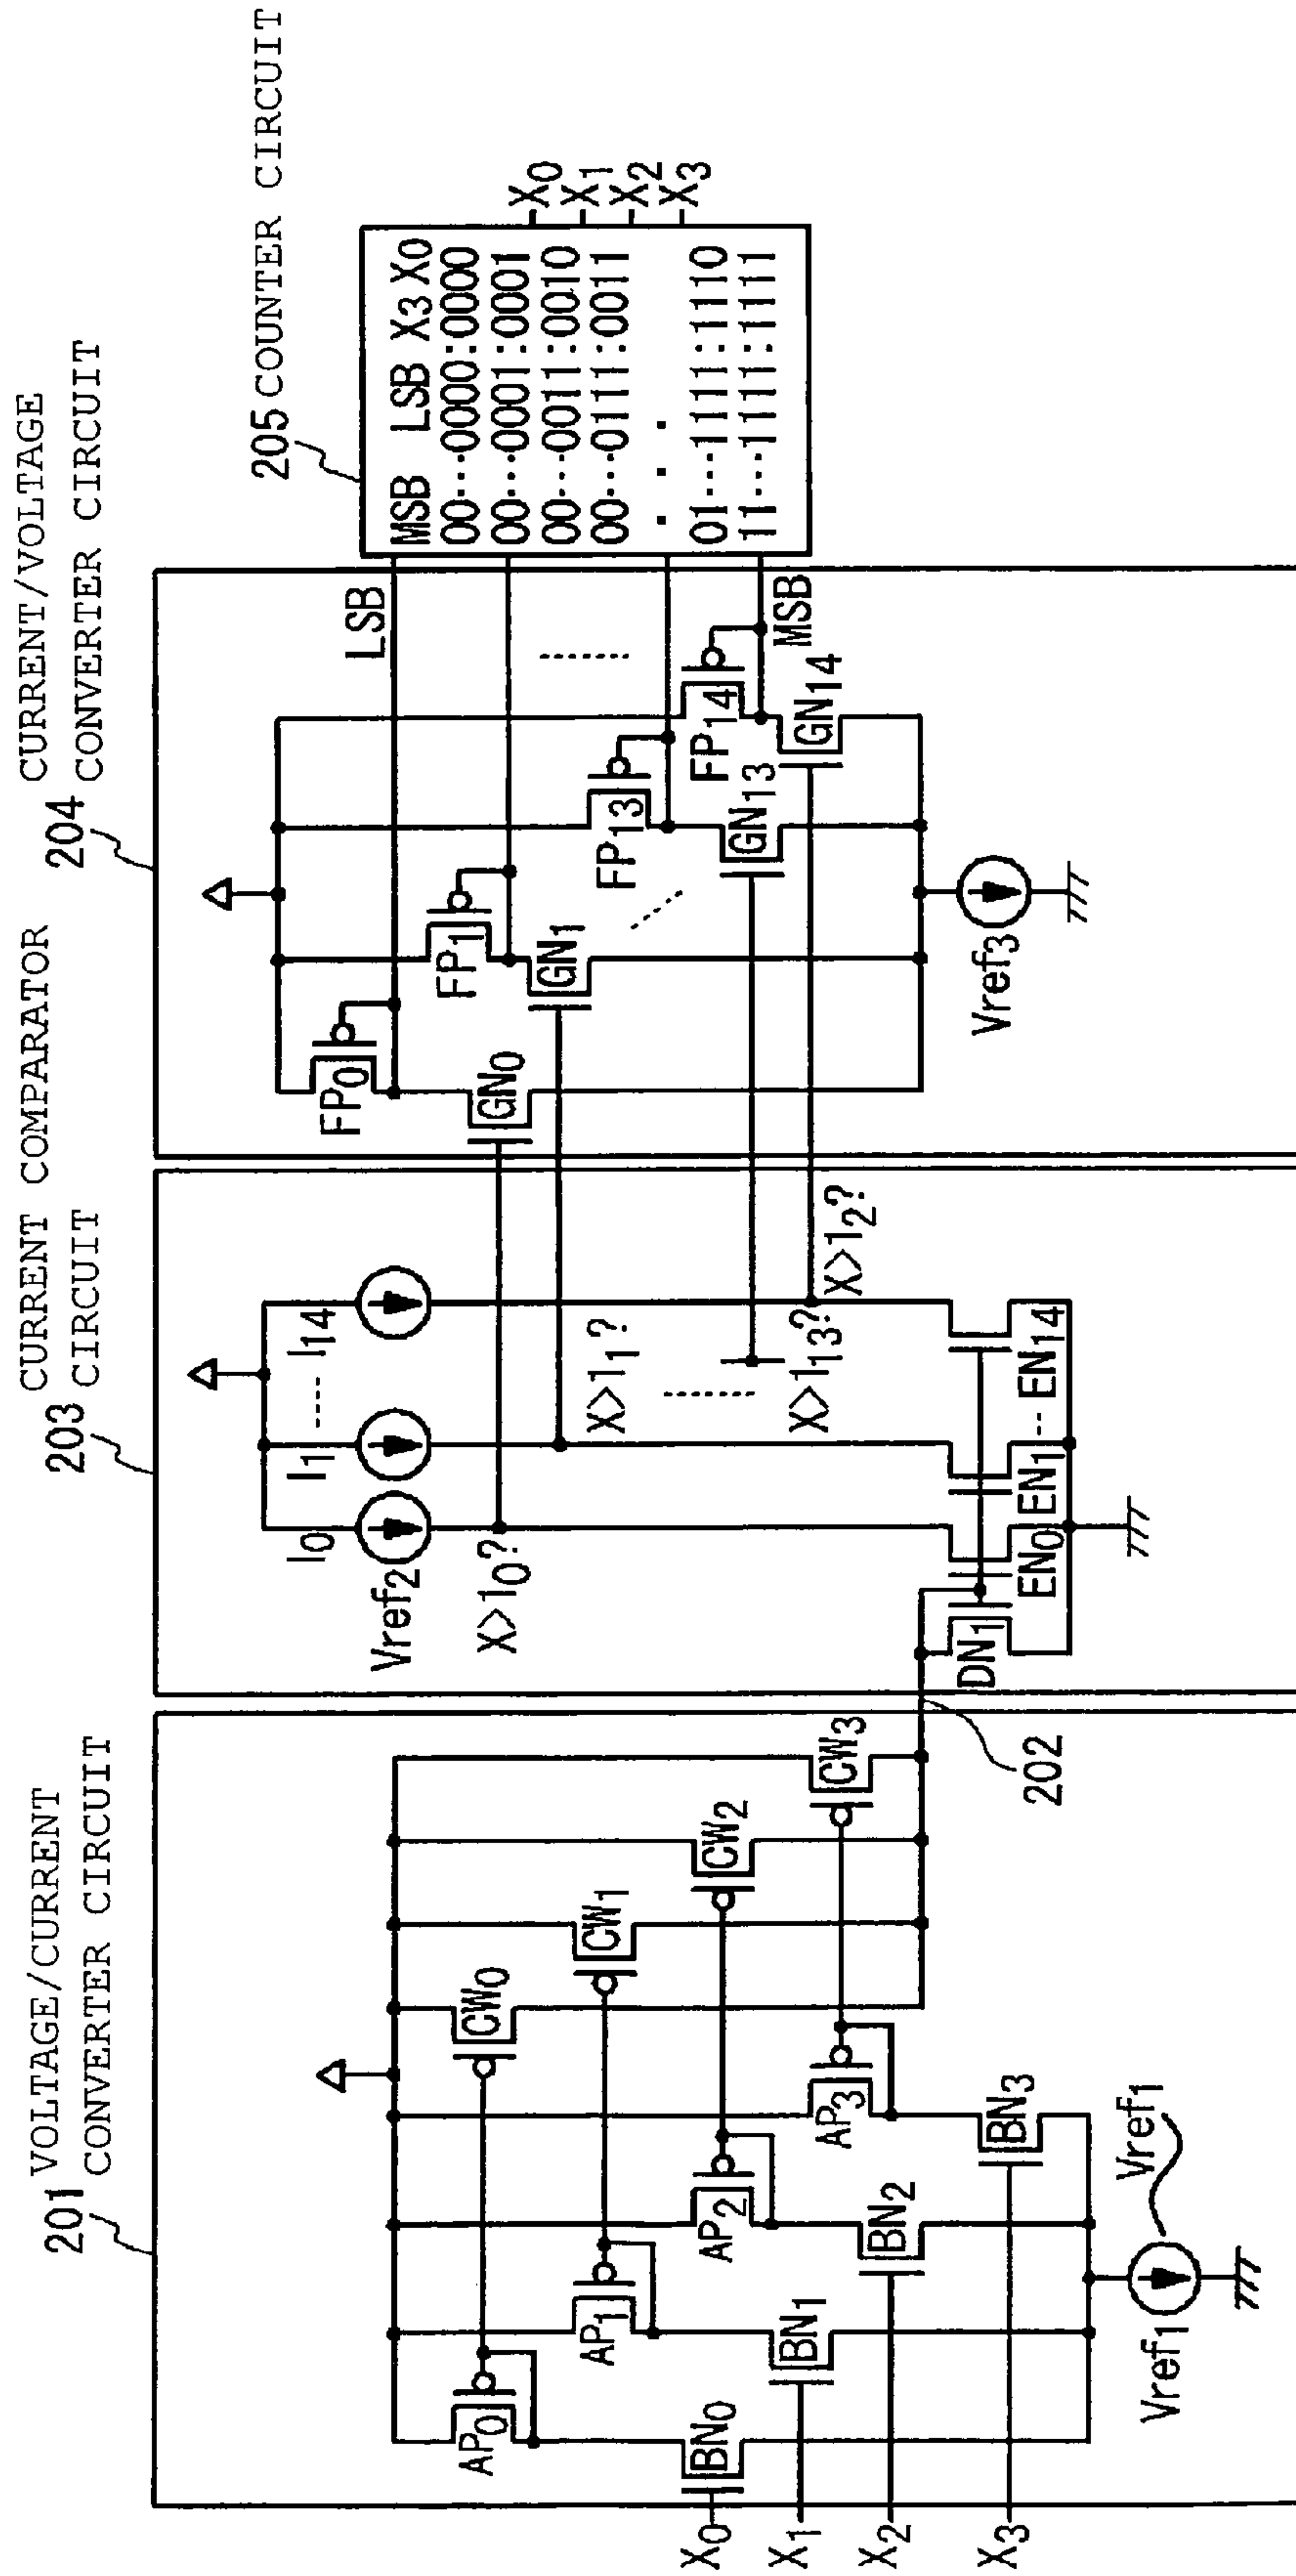 201 VOLTAGE/CURRENT
CONVERTER CIRCUIT
AP0
AP1
AP2
AP3
BN0
BN1
BN2
BN3
CW0
CW1
CW2
CW3
X0
X1
X2
X3
Vref1
Vref1
202
203 CURRENT COMPARATOR
CIRCUIT
I0
I1
I14
Vref2
X>10?
X>11?
X>113?
X>12?
DN1
EN0
EN1
EN14
204 CURRENT/VOLTAGE
CONVERTER CIRCUIT
FP0
FP1
FP13
FP14
GN0
GN1
GN13
GN14
LSB
MSB
Vref3
205 COUNTER CIRCUIT
MSB LSB X3 X0
00···0000:0000
00···0001:0001
00···0011:0010
00···0111:0011
· · ·
01···1111:1110
11···1111:1111
X0
X1
X2
X3